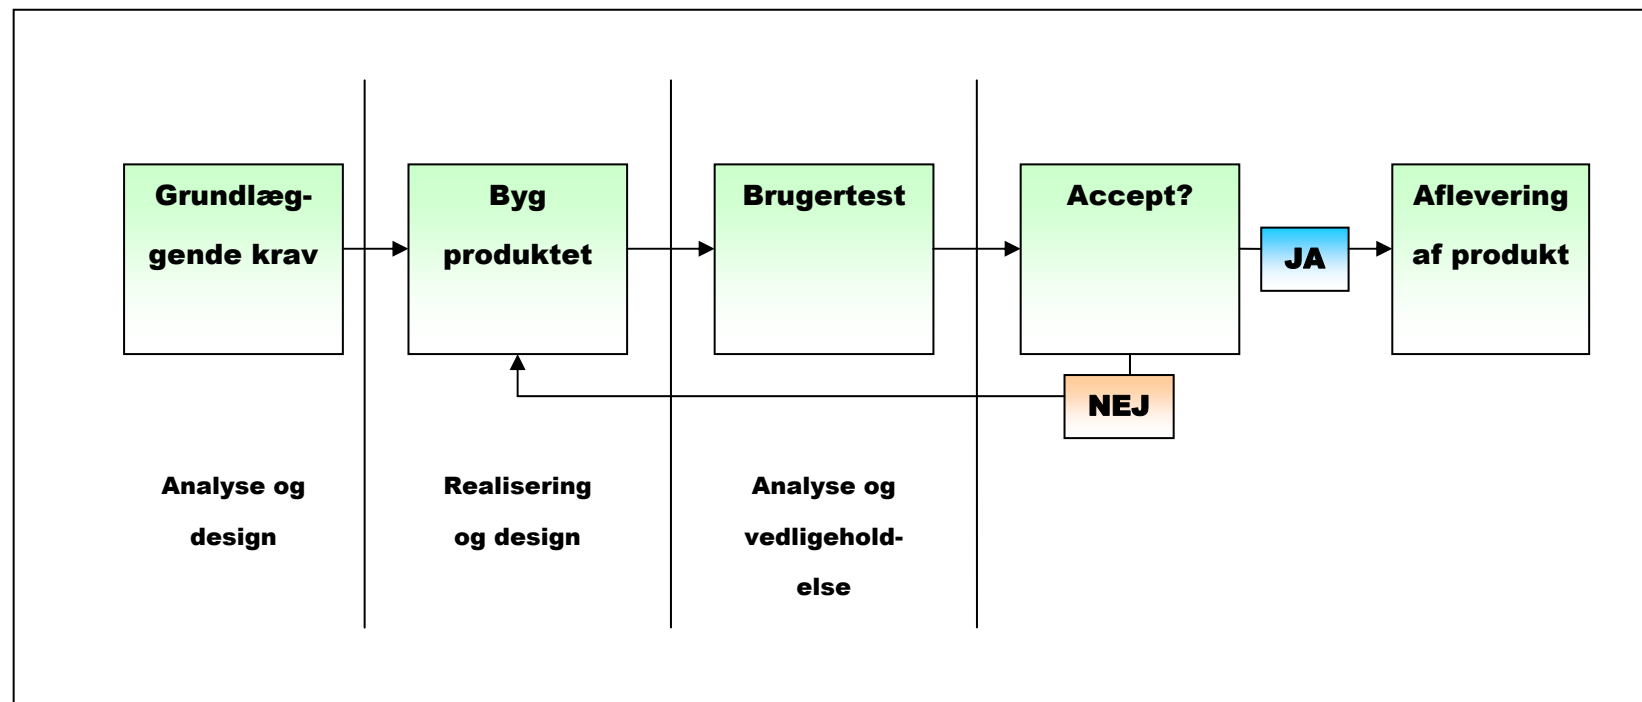 Grundlæg-
gende krav
Byg
produktet
Brugertest
Accept?
JA
Aflevering
af produkt
NEJ
Analyse og
design
Realisering
og design
Analyse og
vedligehold-
else